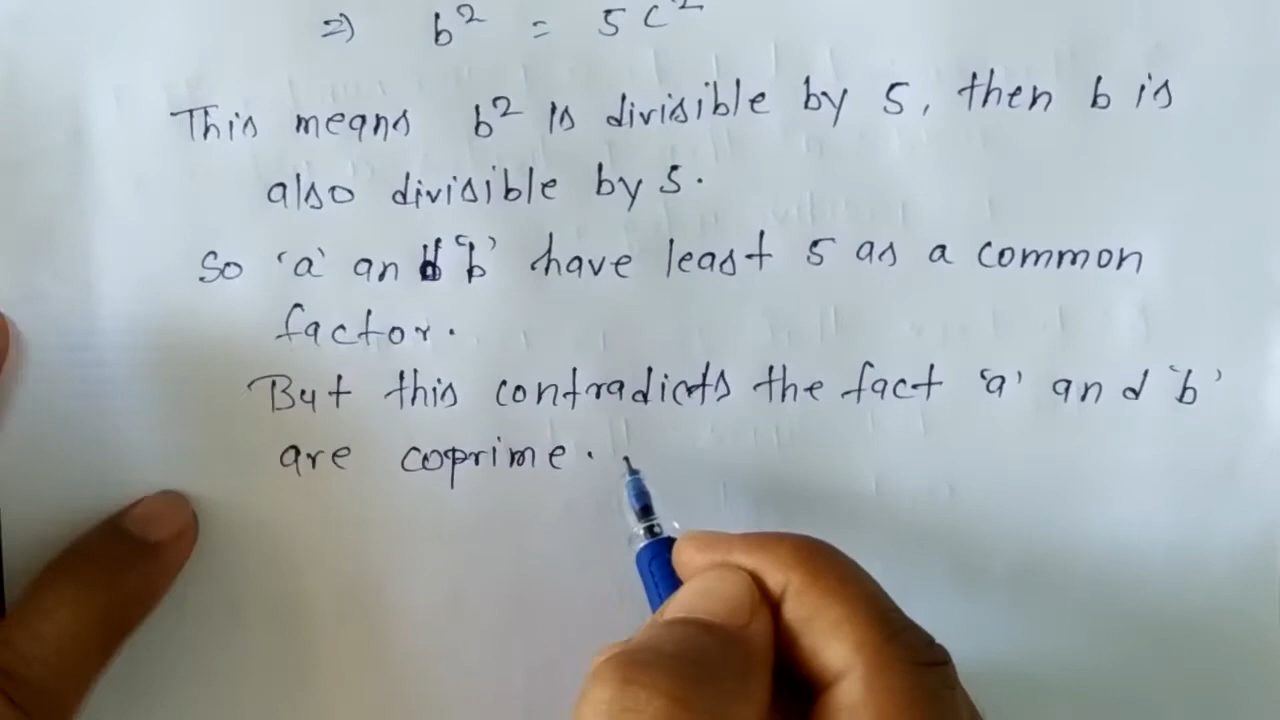 ⇒ b² = 5c²
This means b² is divisible by 5, then b is
also divisible by 5.
So 'a' and 'b' have least 5 as a common
factor.
But this contradicts the fact 'a' and 'b'
are coprime.